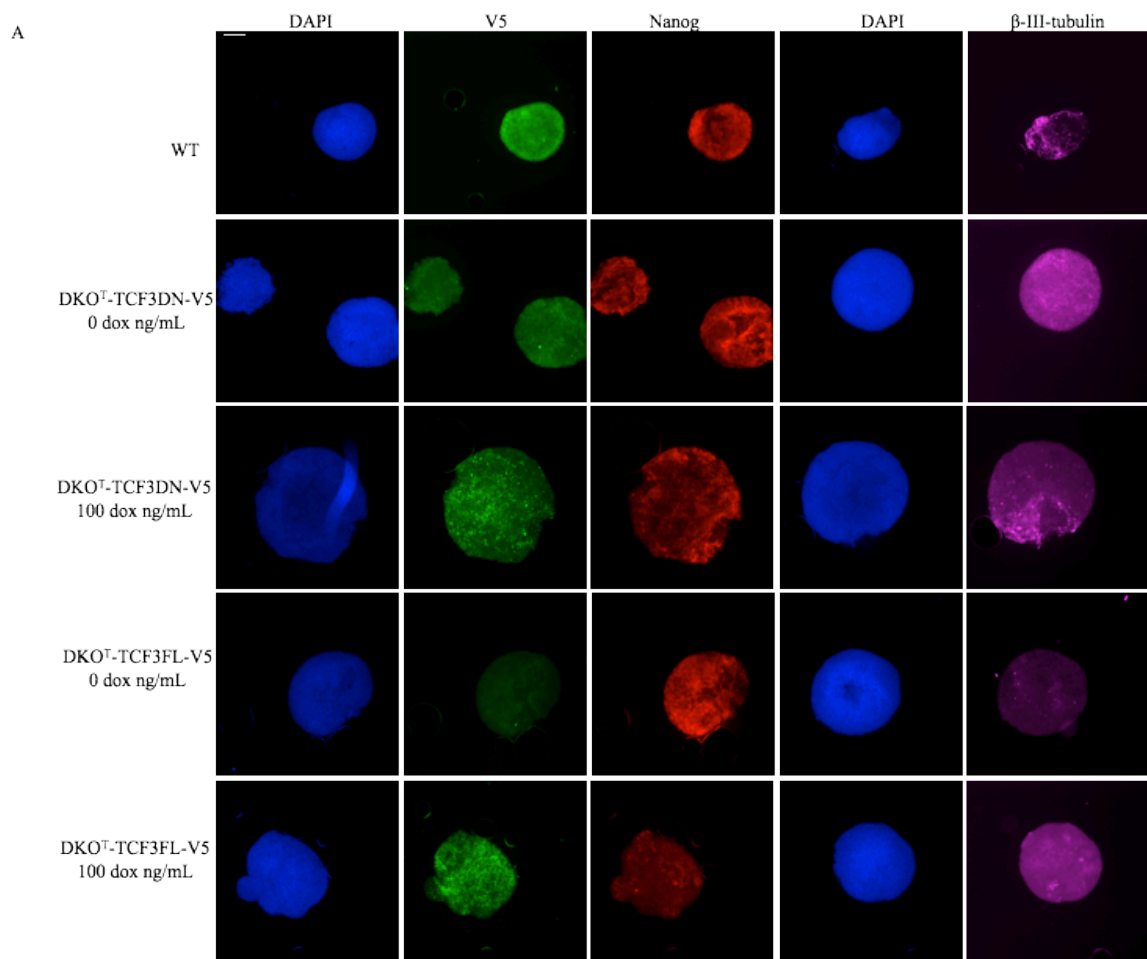 A
DAPI V5 Nanog DAPI β-III-tubulin
WT
DKOᵀ-TCF3DN-V5
0 dox ng/mL
DKOᵀ-TCF3DN-V5
100 dox ng/mL
DKOᵀ-TCF3FL-V5
0 dox ng/mL
DKOᵀ-TCF3FL-V5
100 dox ng/mL